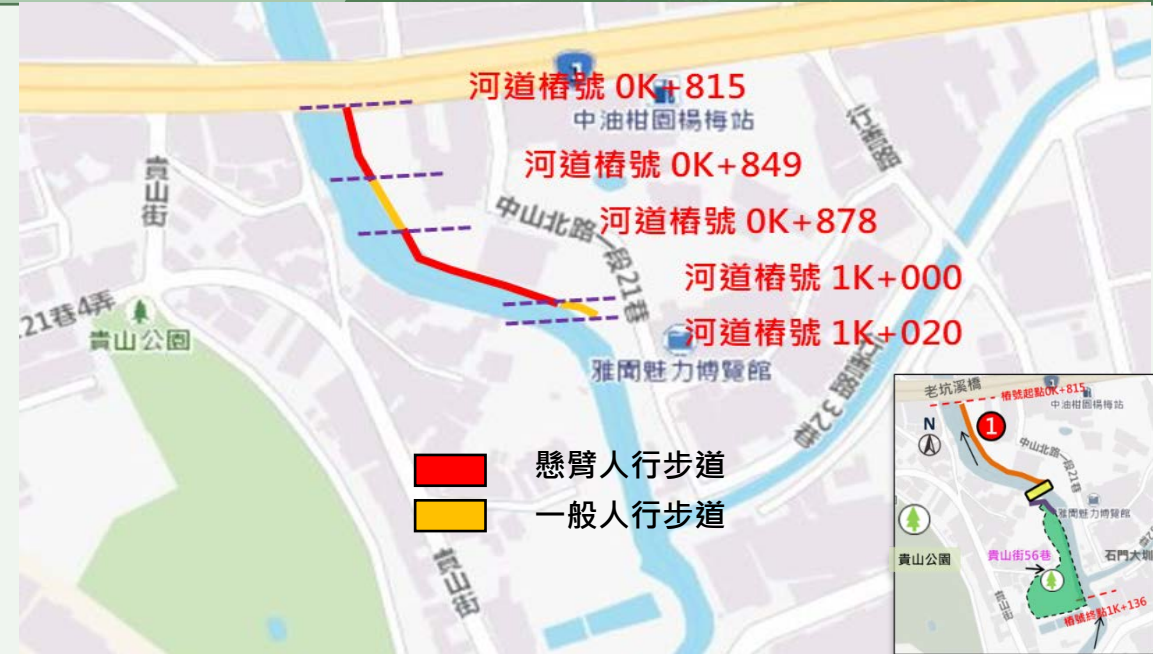 1
河道樁號 0K+815
中油柑園楊梅站
行善路
河道樁號 0K+849
貴山街
中山北路一段21巷
河道樁號 0K+878
河道樁號 1K+000
21巷4弄
貴山公園
河道樁號 1K+020
雅聞魅力博覽館
32巷
懸臂人行步道
一般人行步道
貴山街
老坑溪橋
1
樁號起點0K+815
中油柑園楊梅站
N
1
中山北路一段21巷
雅聞魅力博覽館
貴山公園
貴山街56巷
石門大圳
貴山街
樁號終點1K+136